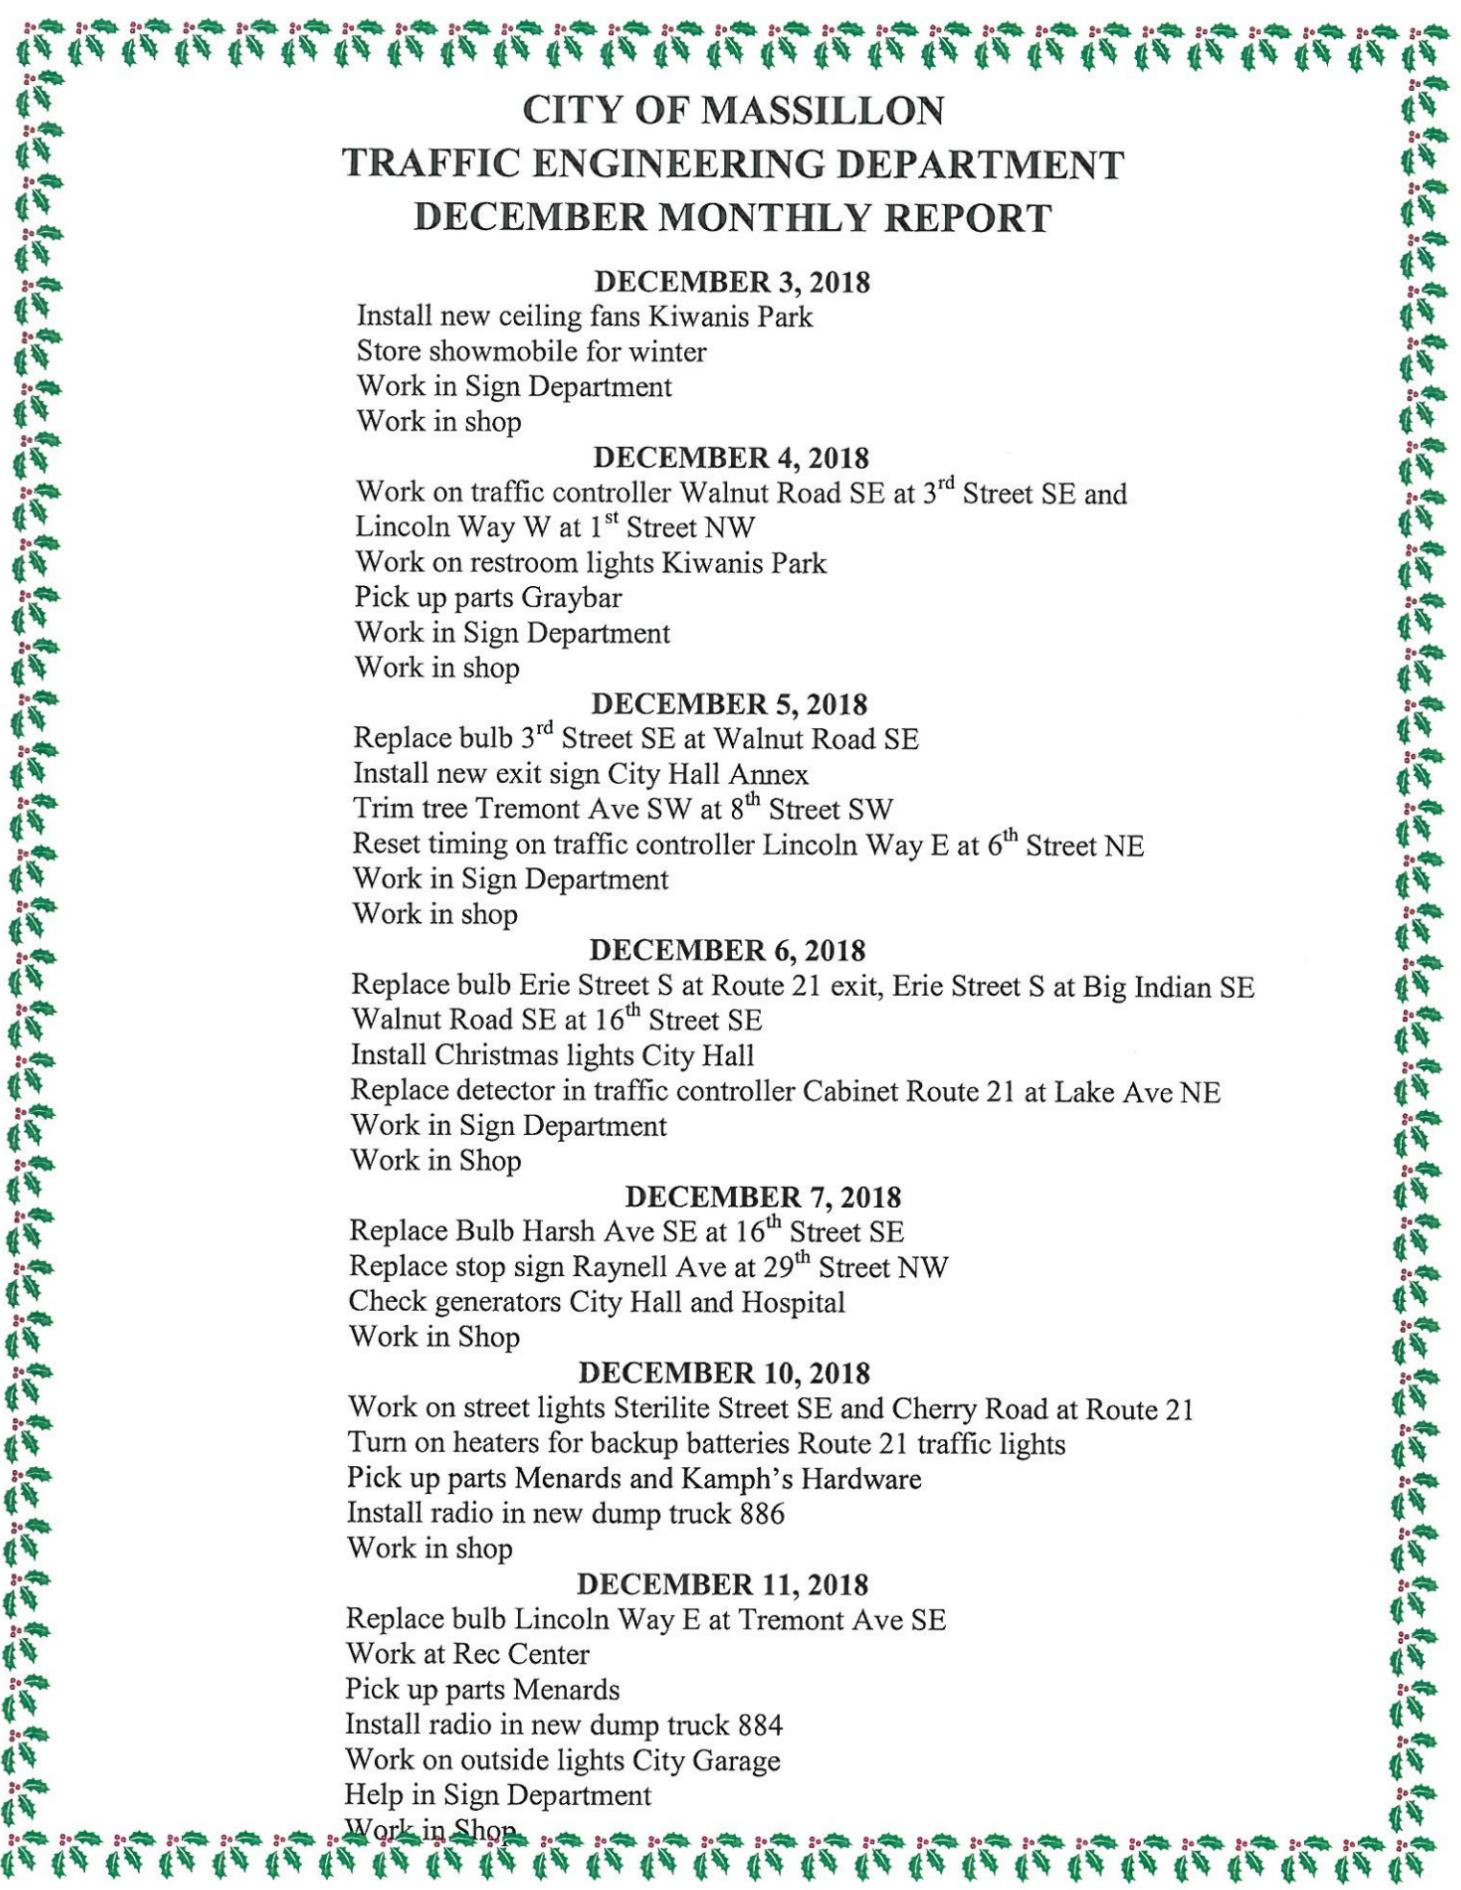 CITY OF MASSILLON
TRAFFIC ENGINEERING DEPARTMENT
DECEMBER MONTHLY REPORT
DECEMBER 3, 2018
Install new ceiling fans Kiwanis Park
Store showmobile for winter
Work in Sign Department
Work in shop
DECEMBER 4, 2018
Work on traffic controller Walnut Road SE at 3rd Street SE and
Lincoln Way W at 1st Street NW
Work on restroom lights Kiwanis Park
Pick up parts Graybar
Work in Sign Department
Work in shop
DECEMBER 5, 2018
Replace bulb 3rd Street SE at Walnut Road SE
Install new exit sign City Hall Annex
Trim tree Tremont Ave SW at 8th Street SW
Reset timing on traffic controller Lincoln Way E at 6th Street NE
Work in Sign Department
Work in shop
DECEMBER 6, 2018
Replace bulb Erie Street S at Route 21 exit, Erie Street S at Big Indian SE
Walnut Road SE at 16th Street SE
Install Christmas lights City Hall
Replace detector in traffic controller Cabinet Route 21 at Lake Ave NE
Work in Sign Department
Work in Shop
DECEMBER 7, 2018
Replace Bulb Harsh Ave SE at 16th Street SE
Replace stop sign Raynell Ave at 29th Street NW
Check generators City Hall and Hospital
Work in Shop
DECEMBER 10, 2018
Work on street lights Sterilite Street SE and Cherry Road at Route 21
Turn on heaters for backup batteries Route 21 traffic lights
Pick up parts Menards and Kamph's Hardware
Install radio in new dump truck 886
Work in shop
DECEMBER 11, 2018
Replace bulb Lincoln Way E at Tremont Ave SE
Work at Rec Center
Pick up parts Menards
Install radio in new dump truck 884
Work on outside lights City Garage
Help in Sign Department
Work in Shop